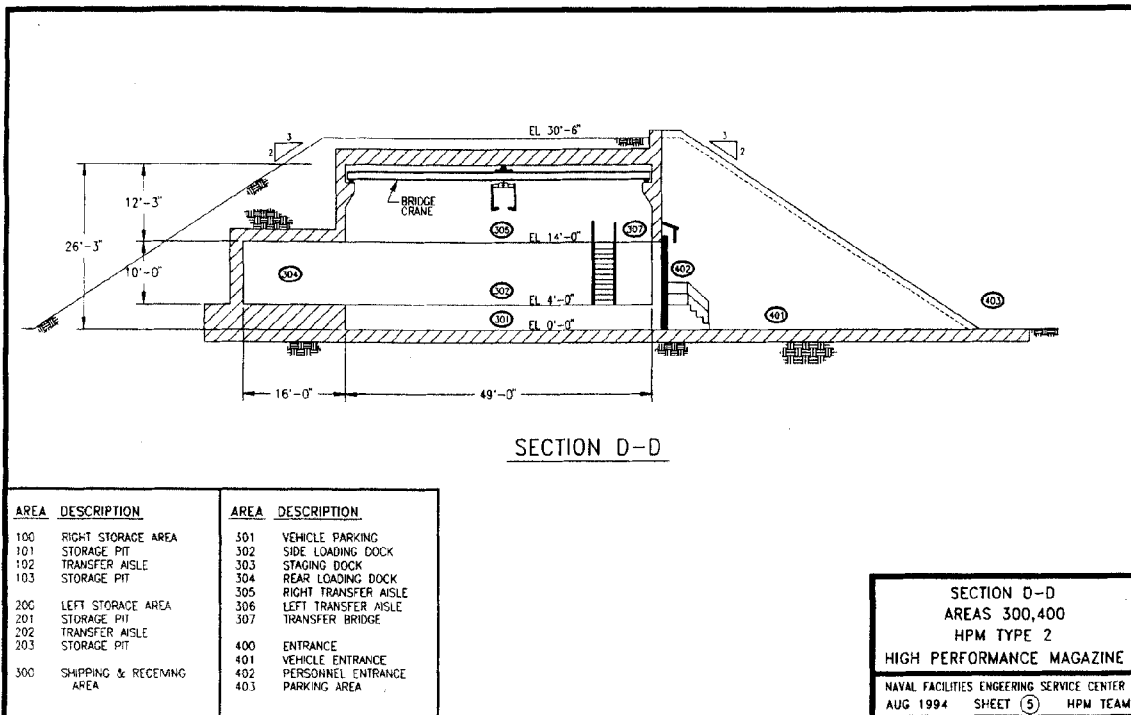 EL 30'-6"
3
2
3
2
12'-3"
BRIDGE
CRANE
305
307
26'-3"
EL 14'-0"
10'-0"
304
402
302
EL 4'-0"
403
301
EL 0'-0"
401
16'-0"
49'-0"
SECTION D-D
AREA DESCRIPTION
100 RIGHT STORAGE AREA
101 STORAGE PIT
102 TRANSFER AISLE
103 STORAGE PIT
200 LEFT STORAGE AREA
201 STORAGE PIT
202 TRANSFER AISLE
203 STORAGE PIT
300 SHIPPING & RECEIVING
AREA
AREA DESCRIPTION
301 VEHICLE PARKING
302 SIDE LOADING DOCK
303 STAGING DOCK
304 REAR LOADING DOCK
305 RIGHT TRANSFER AISLE
306 LEFT TRANSFER AISLE
307 TRANSFER BRIDGE
400 ENTRANCE
401 VEHICLE ENTRANCE
402 PERSONNEL ENTRANCE
403 PARKING AREA
SECTION D-D
AREAS 300,400
HPM TYPE 2
HIGH PERFORMANCE MAGAZINE
NAVAL FACILITIES ENGEERING SERVICE CENTER
AUG 1994 SHEET 5 HPM TEAM